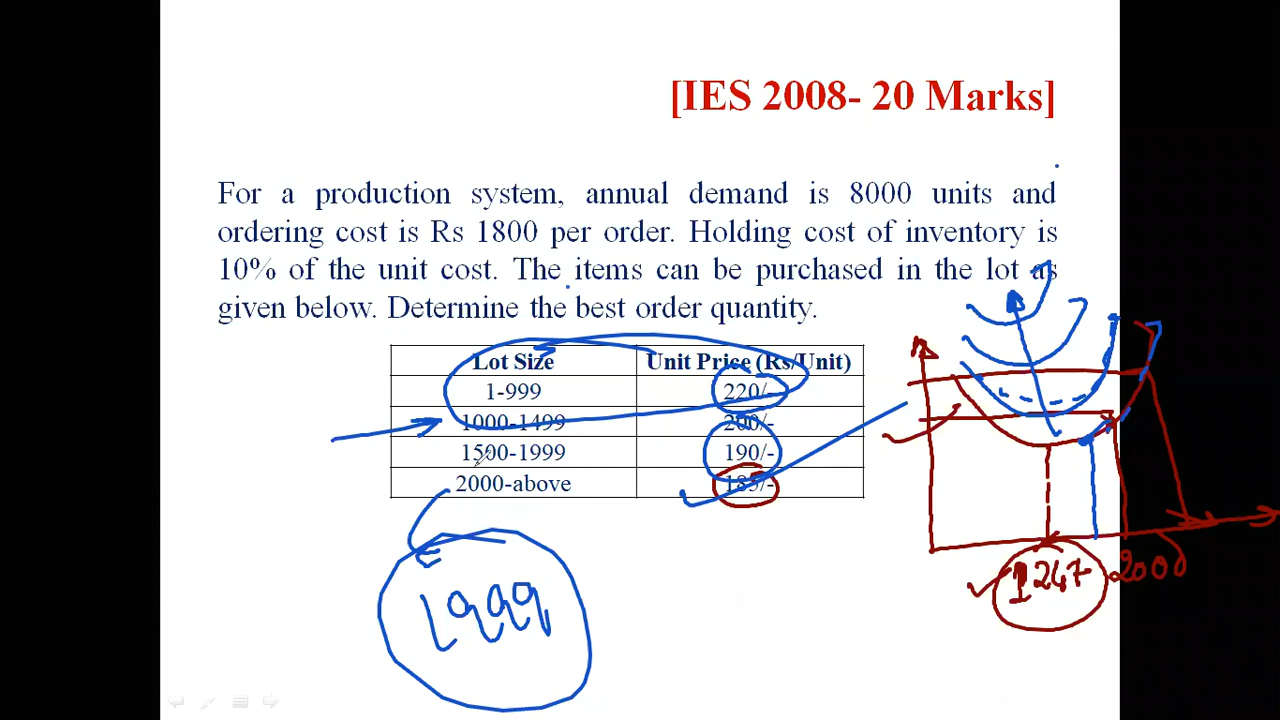 [IES 2008- 20 Marks]
For a production system, annual demand is 8000 units and
ordering cost is Rs 1800 per order. Holding cost of inventory is
10% of the unit cost. The items can be purchased in the lot as
given below. Determine the best order quantity.
Lot Size Unit Price (Rs/Unit)
1-999 220/-
1000-1499 200/-
1500-1999 190/-
2000-above 185/-
1999
1247
2000